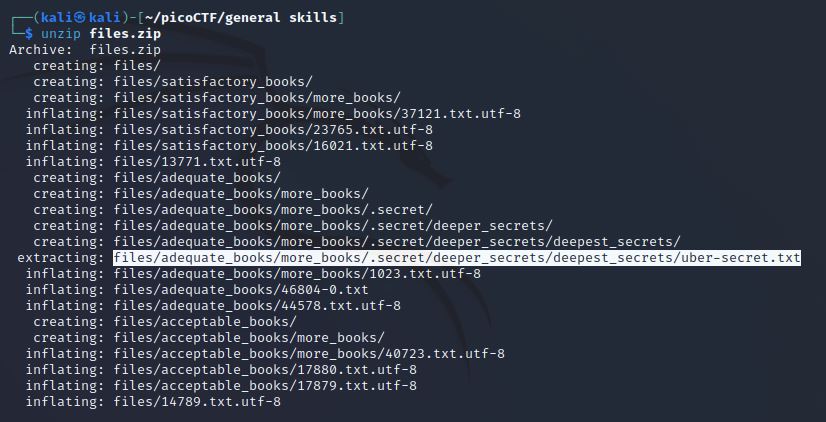 ┌──(kali㉿kali)-[~/picoCTF/general skills]
└─$ unzip files.zip
Archive:  files.zip
   creating: files/
   creating: files/satisfactory_books/
   creating: files/satisfactory_books/more_books/
  inflating: files/satisfactory_books/more_books/37121.txt.utf-8
  inflating: files/satisfactory_books/23765.txt.utf-8
  inflating: files/satisfactory_books/16021.txt.utf-8
  inflating: files/13771.txt.utf-8
   creating: files/adequate_books/
   creating: files/adequate_books/more_books/
   creating: files/adequate_books/more_books/.secret/
   creating: files/adequate_books/more_books/.secret/deeper_secrets/
   creating: files/adequate_books/more_books/.secret/deeper_secrets/deepest_secrets/
 extracting: files/adequate_books/more_books/.secret/deeper_secrets/deepest_secrets/uber-secret.txt
  inflating: files/adequate_books/more_books/1023.txt.utf-8
  inflating: files/adequate_books/46804-0.txt
  inflating: files/adequate_books/44578.txt.utf-8
   creating: files/acceptable_books/
   creating: files/acceptable_books/more_books/
  inflating: files/acceptable_books/more_books/40723.txt.utf-8
  inflating: files/acceptable_books/17880.txt.utf-8
  inflating: files/acceptable_books/17879.txt.utf-8
  inflating: files/14789.txt.utf-8